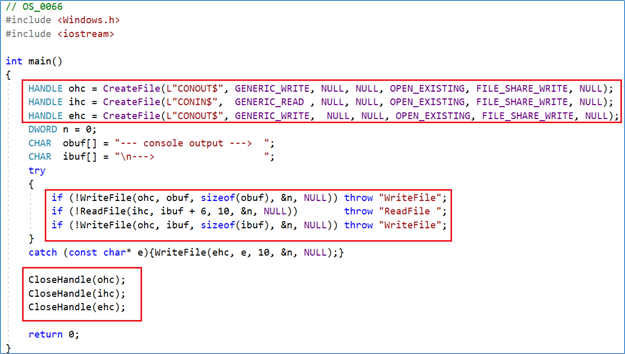 // OS_0066
#include <Windows.h>
#include <iostream>
int main()
{
HANDLE ohc = CreateFile(L"CONOUT$", GENERIC_WRITE, NULL, NULL, OPEN_EXISTING, FILE_SHARE_WRITE, NULL);
HANDLE ihc = CreateFile(L"CONIN$",  GENERIC_READ , NULL, NULL, OPEN_EXISTING, FILE_SHARE_WRITE, NULL);
HANDLE ehc = CreateFile(L"CONOUT$", GENERIC_WRITE,  NULL, NULL, OPEN_EXISTING, FILE_SHARE_WRITE, NULL);
DWORD n = 0;
CHAR  obuf[] = "--- console output --->  ";
CHAR  ibuf[] = "\n--->                   ";
try
{
if (!WriteFile(ohc, obuf, sizeof(obuf), &n, NULL)) throw "WriteFile";
if (!ReadFile(ihc, ibuf + 6, 10, &n, NULL))        throw "ReadFile ";
if (!WriteFile(ohc, ibuf, sizeof(ibuf), &n, NULL)) throw "WriteFile";
}
catch (const char* e){WriteFile(ehc, e, 10, &n, NULL);}
CloseHandle(ohc);
CloseHandle(ihc);
CloseHandle(ehc);
return 0;
}